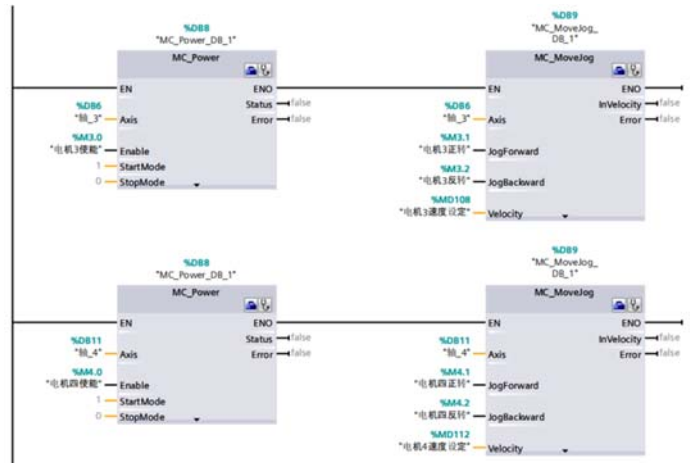 %DB8
"MC_Power_DB_1"
MC_Power
EN
ENO
Status
false
Error
false
%DB6
"轴_3"
Axis
%M3.0
"电机3使能"
Enable
1
StartMode
0
StopMode
%DB9
"MC_MoveJog_
DB_1"
MC_MoveJog
EN
ENO
InVelocity
false
Error
false
%DB6
"轴_3"
Axis
%M3.1
"电机3正转"
JogForward
%M3.2
"电机3反转"
JogBackward
%MD108
"电机3速度设定"
Velocity
%DB8
"MC_Power_DB_1"
MC_Power
EN
ENO
Status
false
Error
false
%DB11
"轴_4"
Axis
%M4.0
"电机四使能"
Enable
1
StartMode
0
StopMode
%DB9
"MC_MoveJog_
DB_1"
MC_MoveJog
EN
ENO
InVelocity
false
Error
false
%DB11
"轴_4"
Axis
%M4.1
"电机四正转"
JogForward
%M4.2
"电机四反转"
JogBackward
%MD112
"电机4速度设定"
Velocity